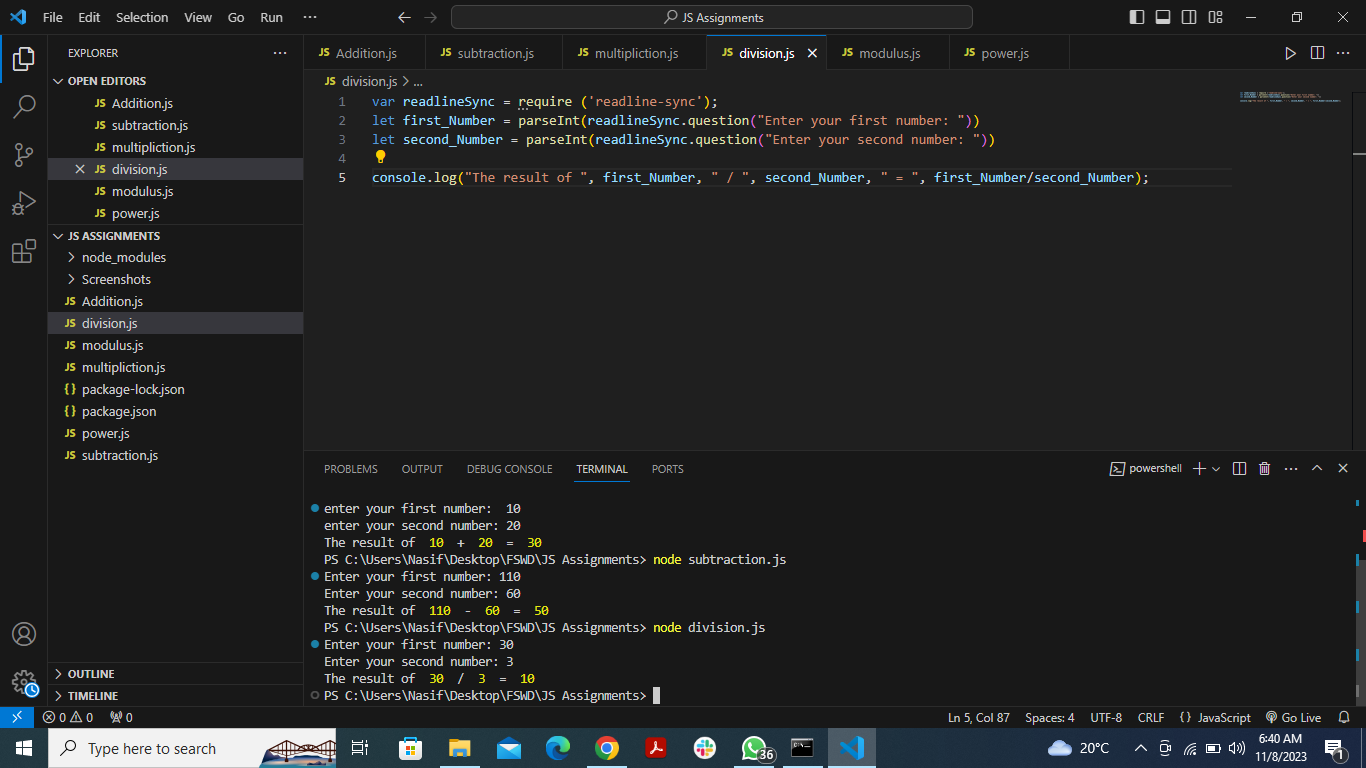 File Edit Selection View Go Run ··· JS Assignments
EXPLORER ···
OPEN EDITORS
JS Addition.js
JS subtraction.js
JS multipliction.js
JS division.js
JS modulus.js
JS power.js
JS ASSIGNMENTS
node_modules
Screenshots
JS Addition.js
JS division.js
JS modulus.js
JS multipliction.js
{} package-lock.json
{} package.json
JS power.js
JS subtraction.js
OUTLINE
TIMELINE
JS Addition.js JS subtraction.js JS multipliction.js JS division.js JS modulus.js JS power.js
JS division.js > ...
1 var readlineSync = require ('readline-sync');
2 let first_Number = parseInt(readlineSync.question("Enter your first number: "))
3 let second_Number = parseInt(readlineSync.question("Enter your second number: "))
4
5 console.log("The result of ", first_Number, " / ", second_Number, " = ", first_Number/second_Number);
PROBLEMS OUTPUT DEBUG CONSOLE TERMINAL PORTS powershell
enter your first number:  10
enter your second number: 20
The result of  10  +  20  =  30
PS C:\Users\Nasif\Desktop\FSWD\JS Assignments> node subtraction.js
Enter your first number: 110
Enter your second number: 60
The result of  110  -  60  =  50
PS C:\Users\Nasif\Desktop\FSWD\JS Assignments> node division.js
Enter your first number: 30
Enter your second number: 3
The result of  30  /  3  =  10
PS C:\Users\Nasif\Desktop\FSWD\JS Assignments>
0 0 0 Ln 5, Col 87 Spaces: 4 UTF-8 CRLF {} JavaScript Go Live
Type here to search 36 20°C 6:40 AM 1
11/8/2023